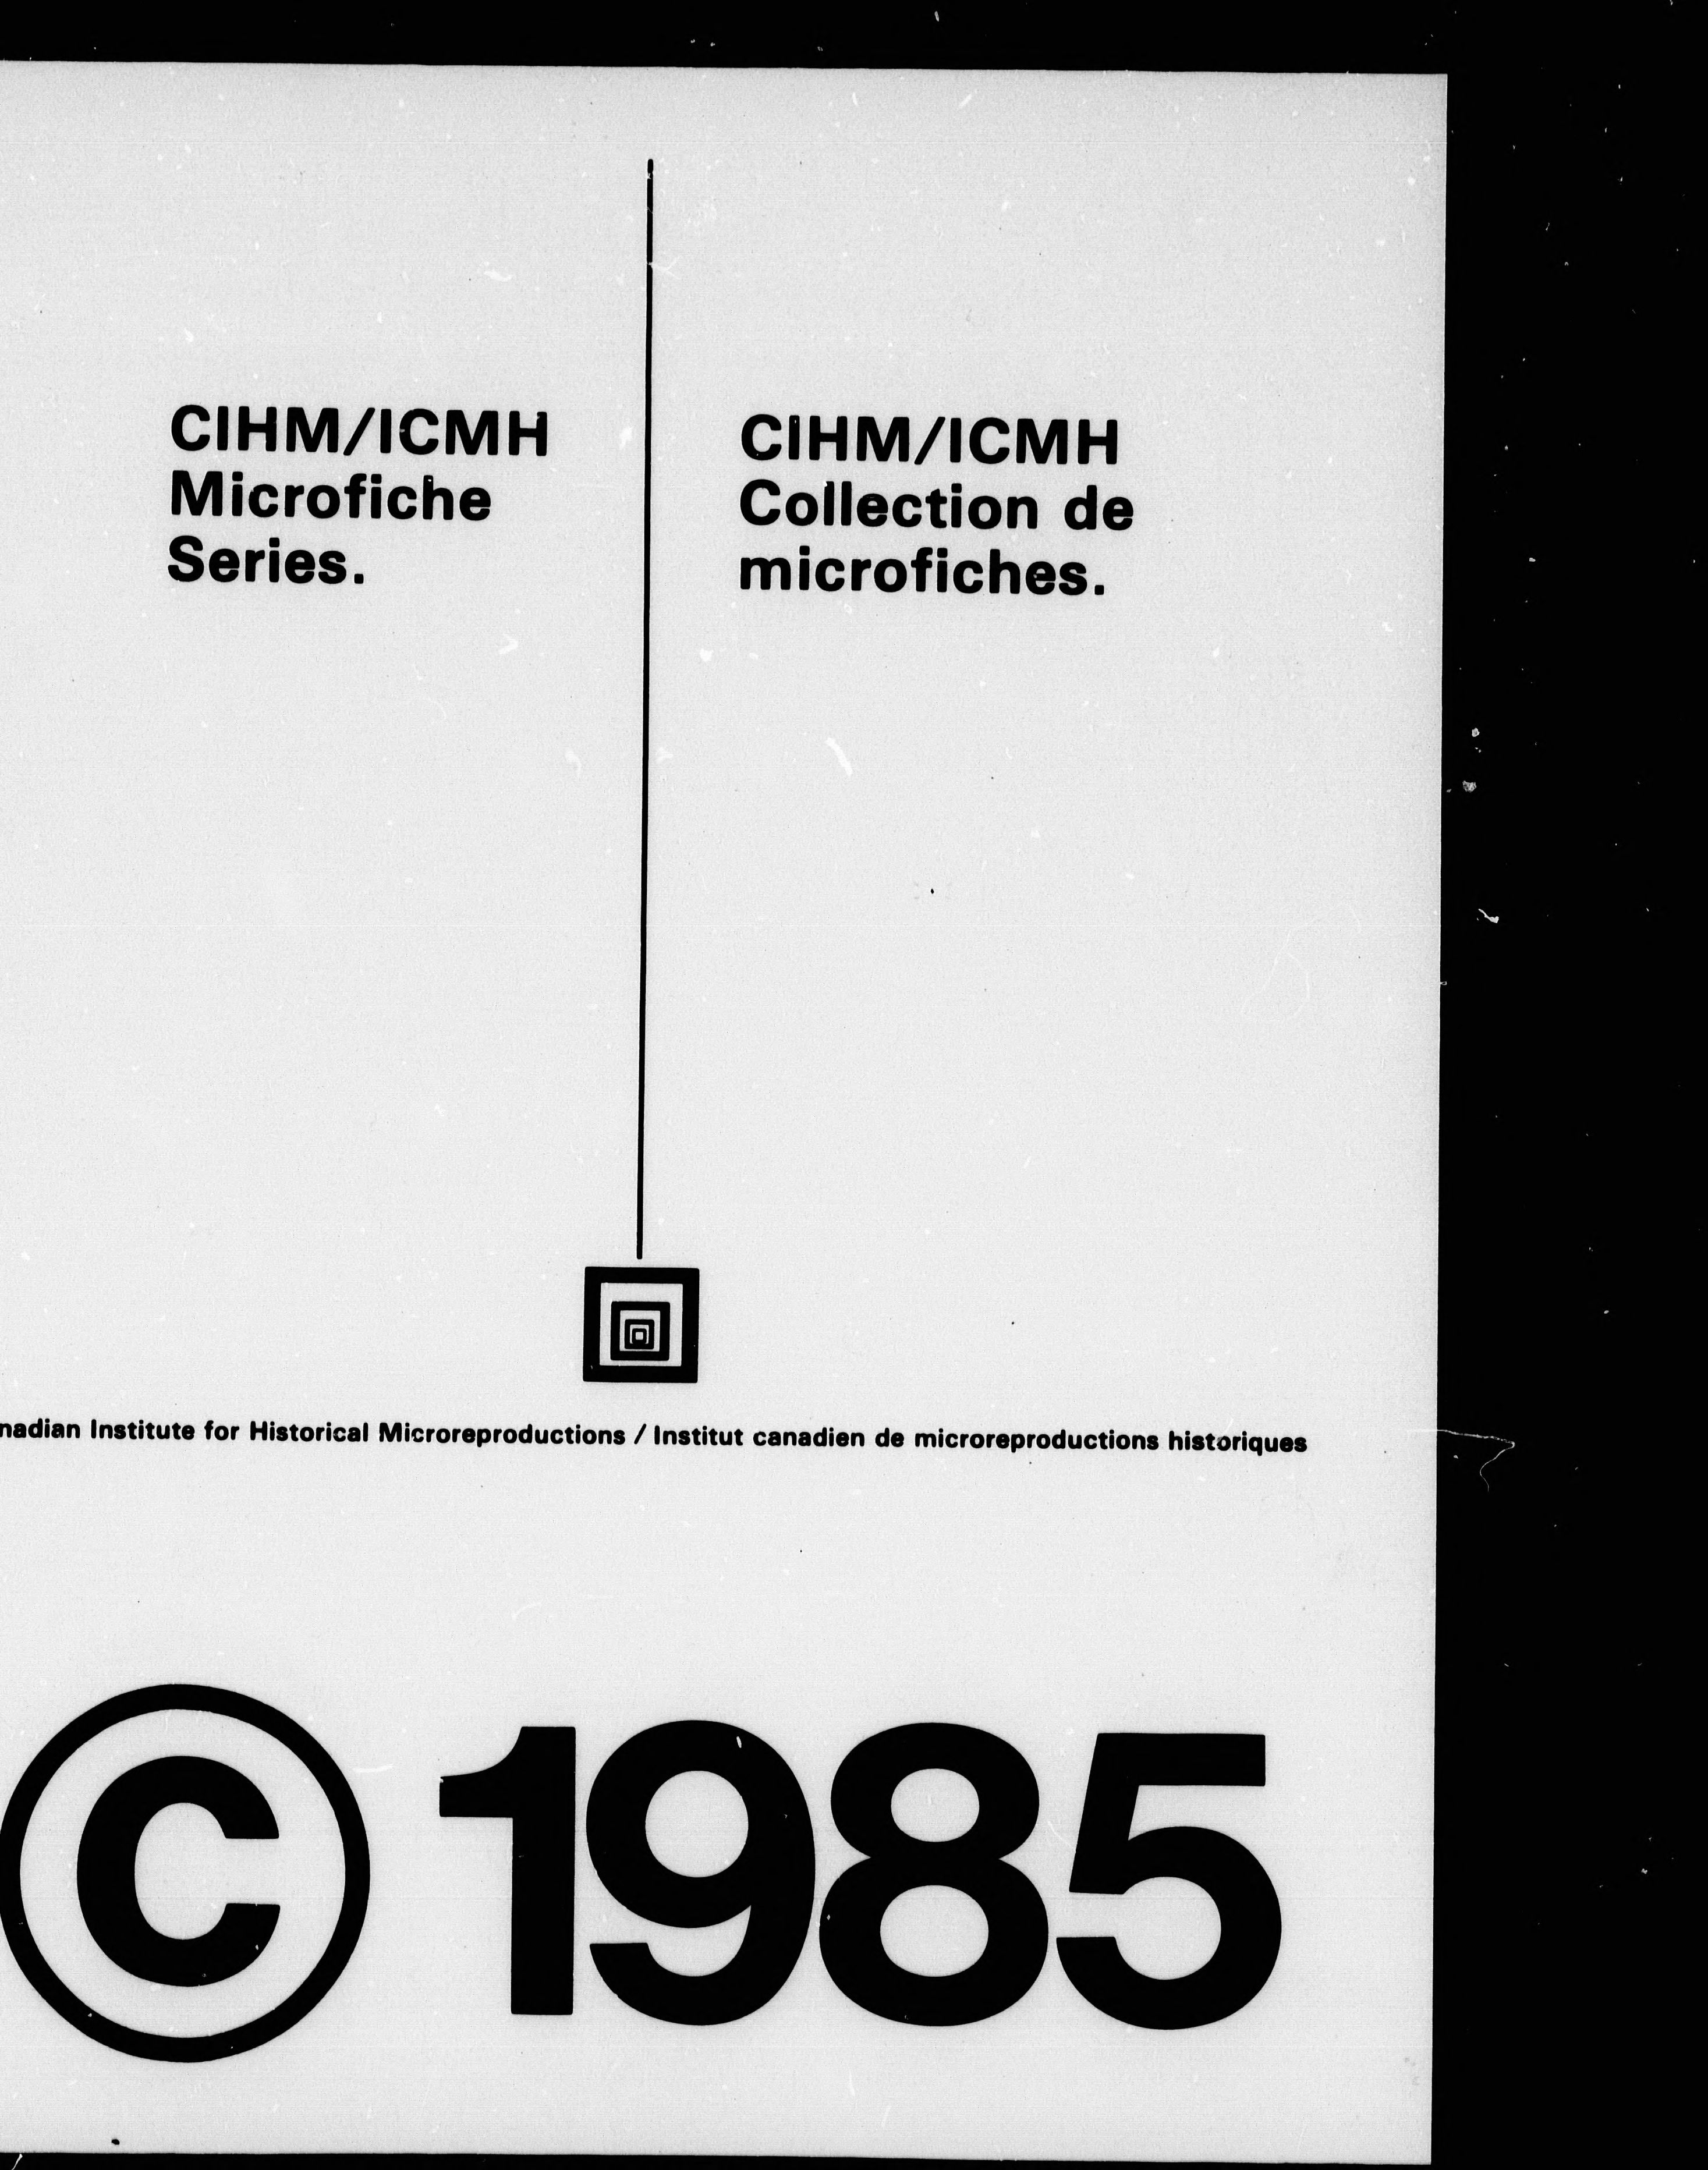 CIHM/ICMH
Microfiche
Series.
CIHM/ICMH
Collection de
microfiches.
nadian Institute for Historical Microreproductions / Institut canadien de microreproductions historiques
© 1985